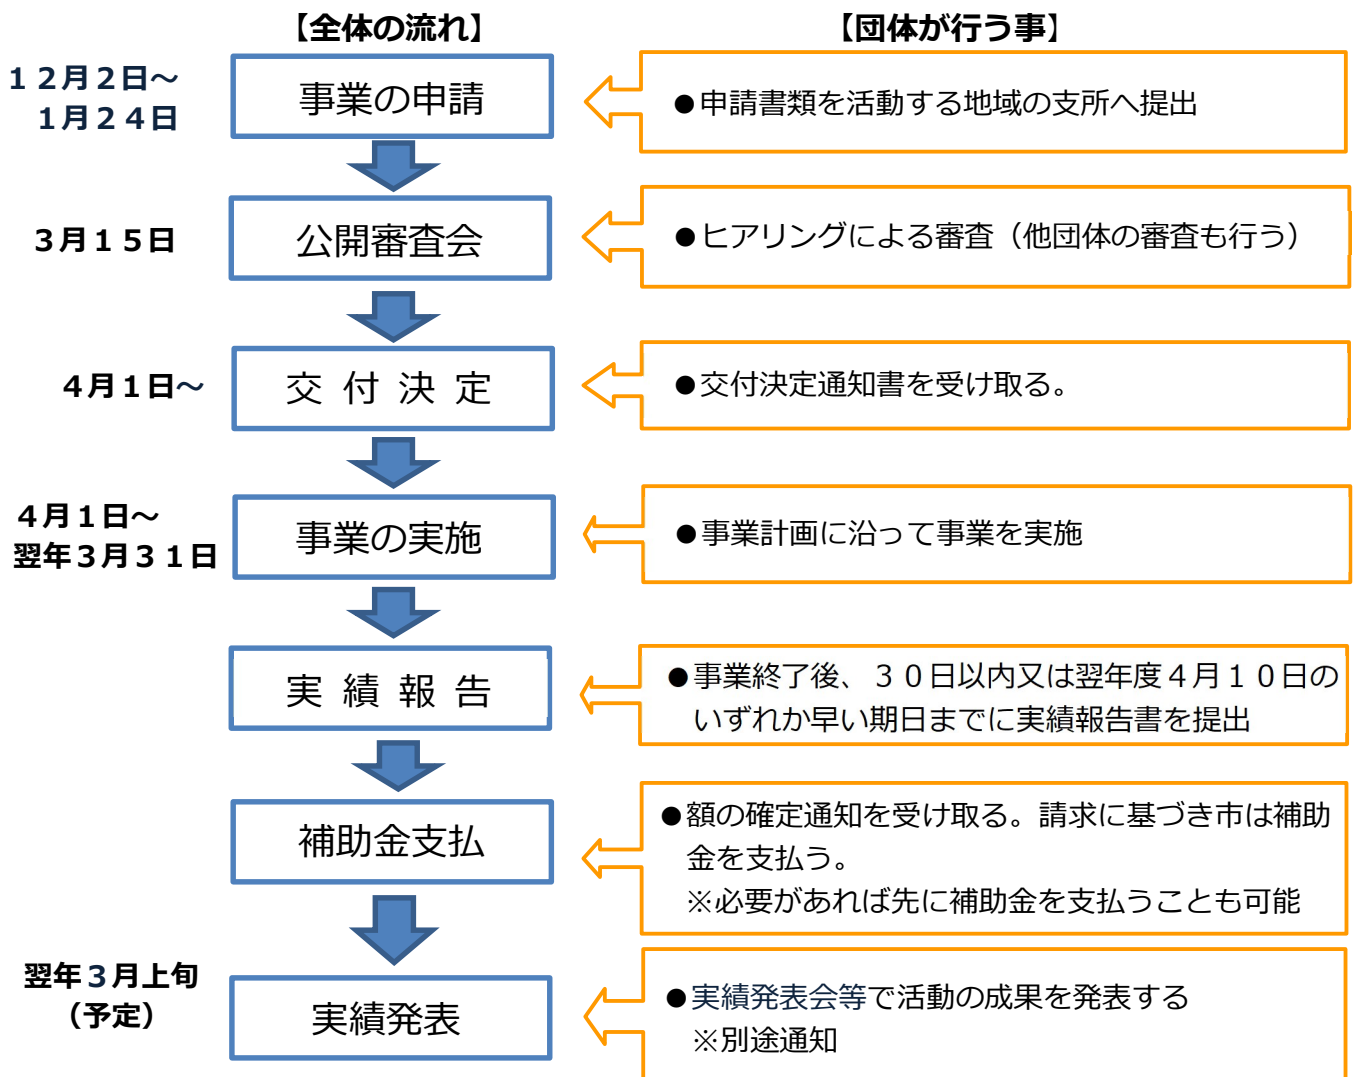 【全体の流れ】
【団体が行う事】
１２月２日～
１月２４日
事業の申請
●申請書類を活動する地域の支所へ提出
３月１５日
公開審査会
●ヒアリングによる審査（他団体の審査も行う）
４月１日～
交 付 決 定
●交付決定通知書を受け取る。
４月１日～
翌年３月３１日
事業の実施
●事業計画に沿って事業を実施
実 績 報 告
●事業終了後、３０日以内又は翌年度４月１０日の
いずれか早い期日までに実績報告書を提出
補助金支払
●額の確定通知を受け取る。請求に基づき市は補助
金を支払う。
※必要があれば先に補助金を支払うことも可能
翌年３月上旬
（予定）
実績発表
●実績発表会等で活動の成果を発表する
※別途通知